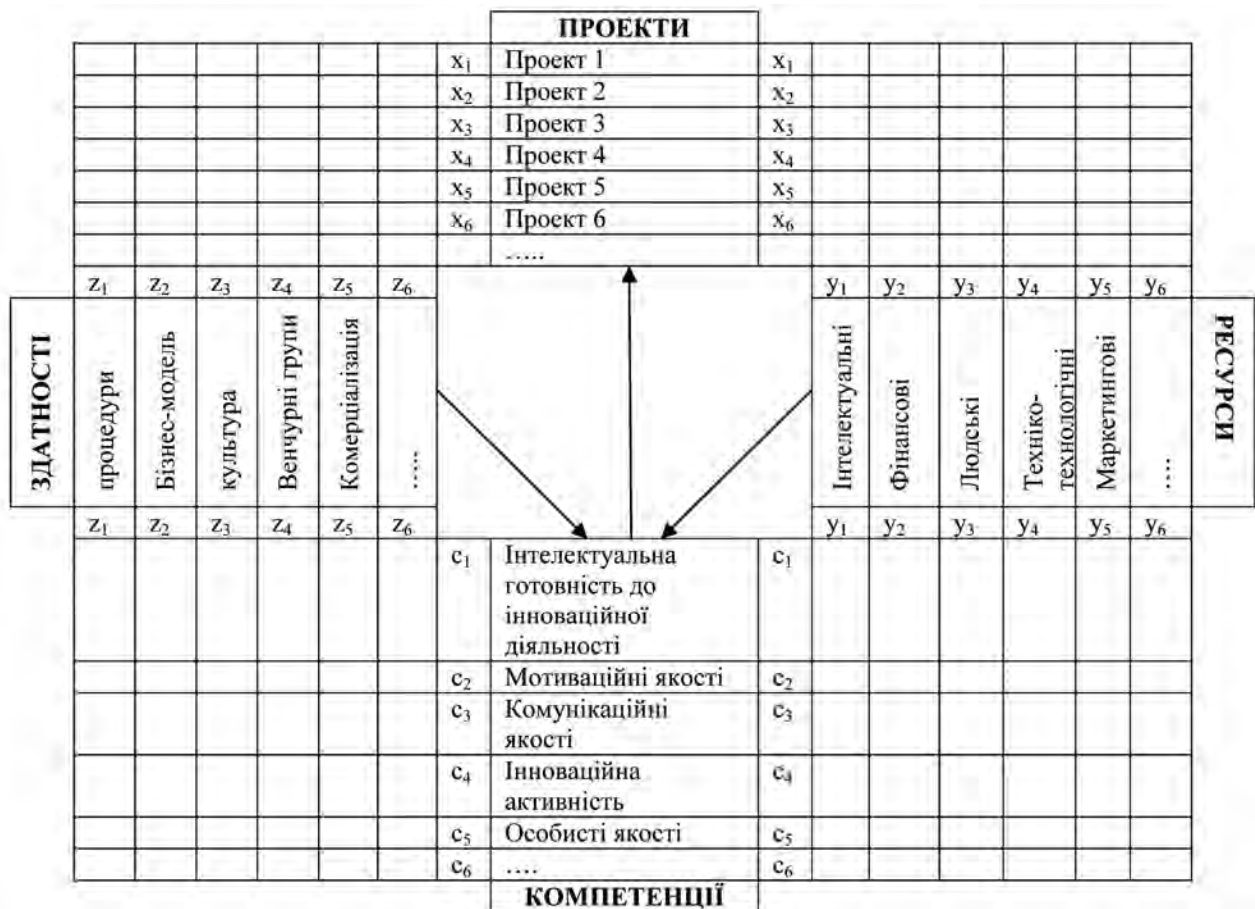 ПРОЕКТИ
x₁ Проект 1 x₁
x₂ Проект 2 x₂
x₃ Проект 3 x₃
x₄ Проект 4 x₄
x₅ Проект 5 x₅
x₆ Проект 6 x₆
.....
z₁ z₂ z₃ z₄ z₅ z₆ y₁ y₂ y₃ y₄ y₅ y₆
ЗДАТНОСТІ
процедури
Бізнес-модель
культура
Венчурні групи
Комерціалізація
.....
Інтелектуальні
Фінансові
Людські
Техніко-
технологічні
Маркетингові
....
РЕСУРСИ
z₁ z₂ z₃ z₄ z₅ z₆ y₁ y₂ y₃ y₄ y₅ y₆
c₁ Інтелектуальна c₁
готовність до
інноваційної
діяльності
c₂ Мотиваційні якості c₂
c₃ Комунікаційні c₃
якості
c₄ Інноваційна c₄
активність
c₅ Особисті якості c₅
c₆ .... c₆
КОМПЕТЕНЦІЇ